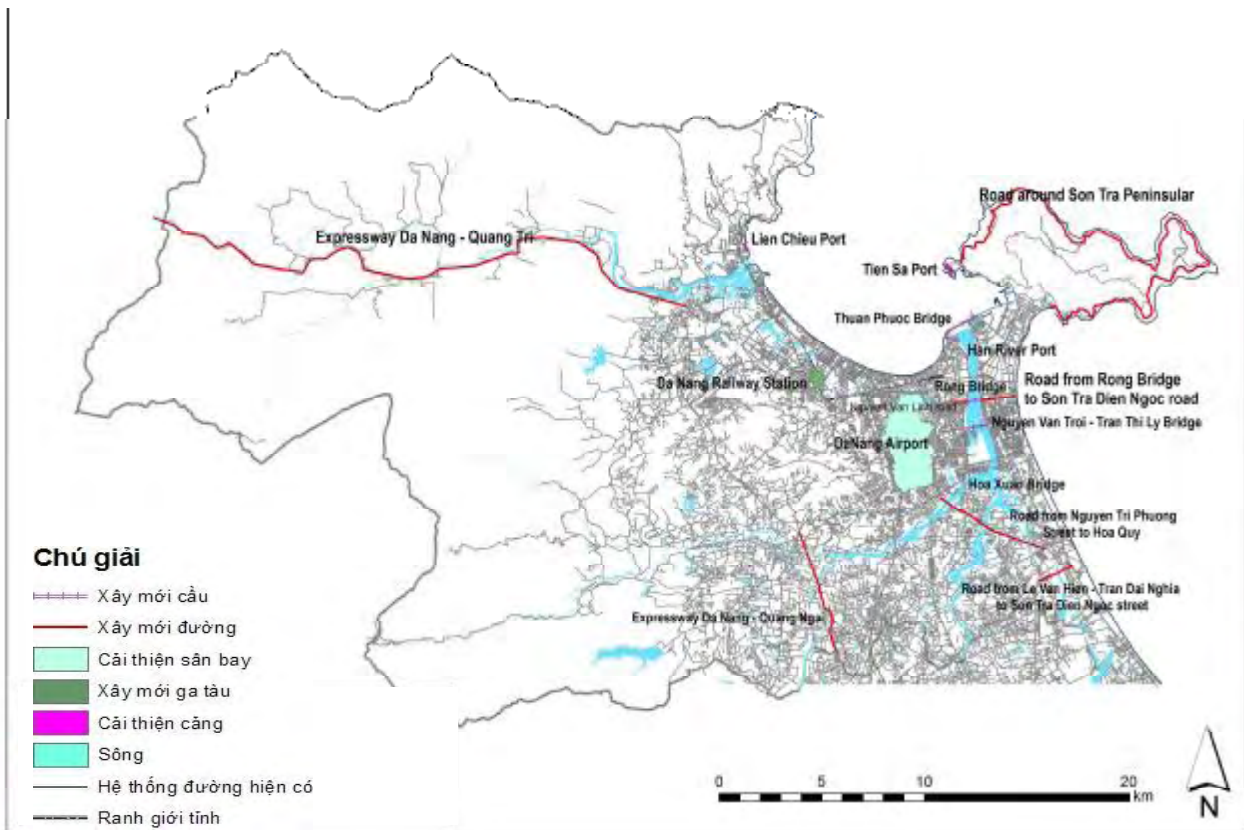 Road around Son Tra Peninsular
Expressway Da Nang - Quang Tri
Lien Chieu Port
Tien Sa Port
Thuan Phuoc Bridge
Han River Port
Da Nang Railway Station
Rong Bridge
Road from Rong Bridge
to Son Tra Dien Ngoc road
Nguyen Van Linh road
Nguyen Van Troi - Tran Thi Ly Bridge
DaNang Airport
Hoa Xuan Bridge
Road from Nguyen Tri Phuong
Street to Hoa Quy
Road from Le Van Hien - Tran Dai Nghia
to Son Tra Dien Ngoc street
Expressway Da Nang - Quang Ngai
Chú giải
Xây mới cầu
Xây mới đường
Cải thiện sân bay
Xây mới ga tàu
Cải thiện cảng
Sông
Hệ thống đường hiện có
Ranh giới tỉnh
0 5 10 20
km
N